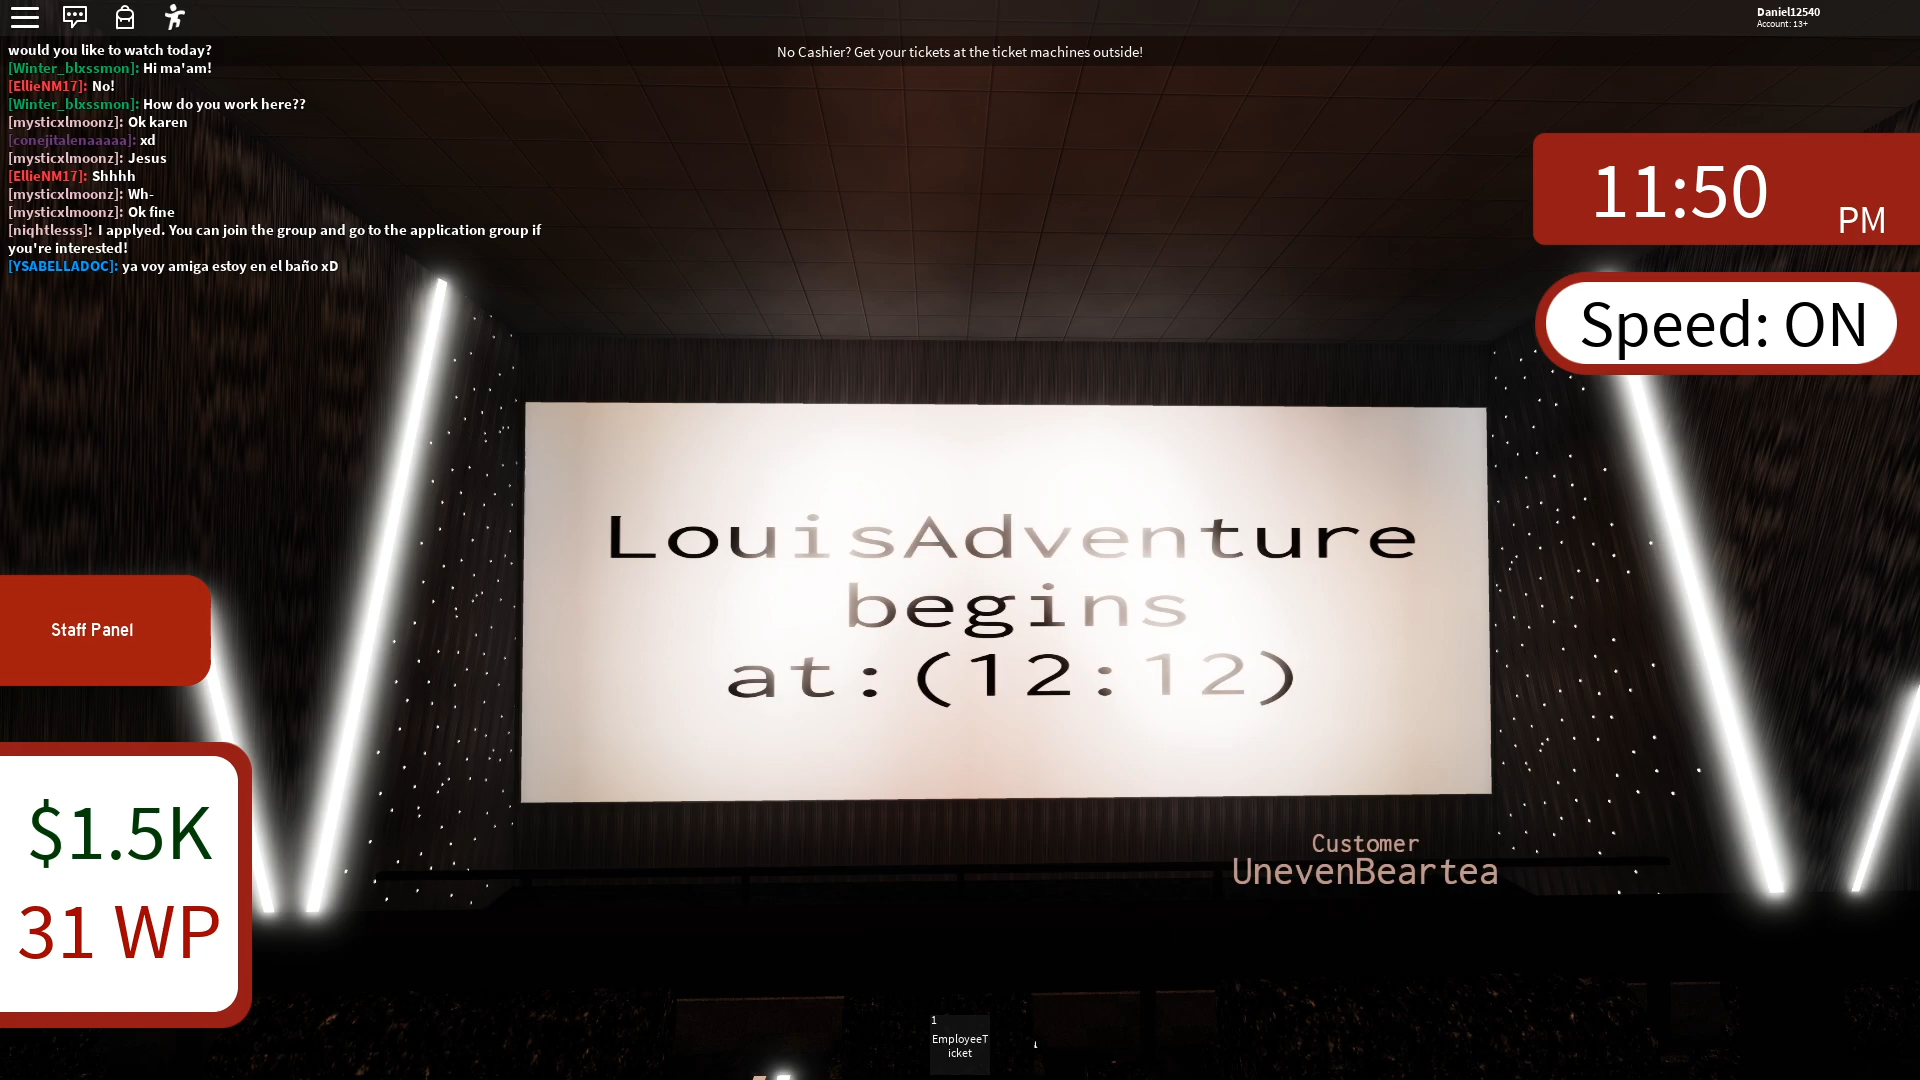 Daniel12540
Account: 13+
No Cashier? Get your tickets at the ticket machines outside!
would you like to watch today?
[Winter_blxssmon]: Hi ma'am!
[EllieNM17]: No!
[Winter_blxssmon]: How do you work here??
[mysticxlmoonz]: Ok karen
[conejitalenaaaaa]: xd
[mysticxlmoonz]: Jesus
[EllieNM17]: Shhhh
[mysticxlmoonz]: Wh-
[mysticxlmoonz]: Ok fine
[niqhtlesss]: I applyed. You can join the group and go to the application group if
you're interested!
[YSABELLADOC]: ya voy amiga estoy en el baño xD
11:50
PM
Speed: ON
LouisAdventure
begins
at:(12:12)
Staff Panel
$1.5K
31 WP
Customer
UnevenBeartea
1
EmployeeT
icket